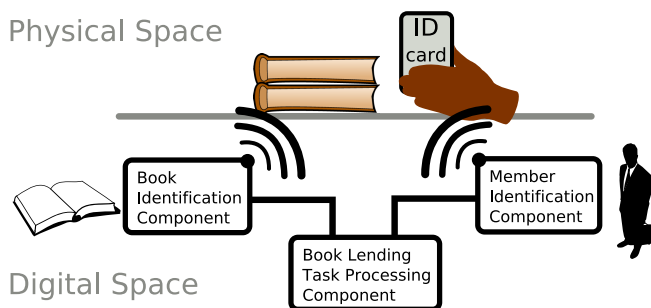 Physical Space
ID
card
Book
Identification
Component
Member
Identification
Component
Book Lending
Task Processing
Component
Digital Space